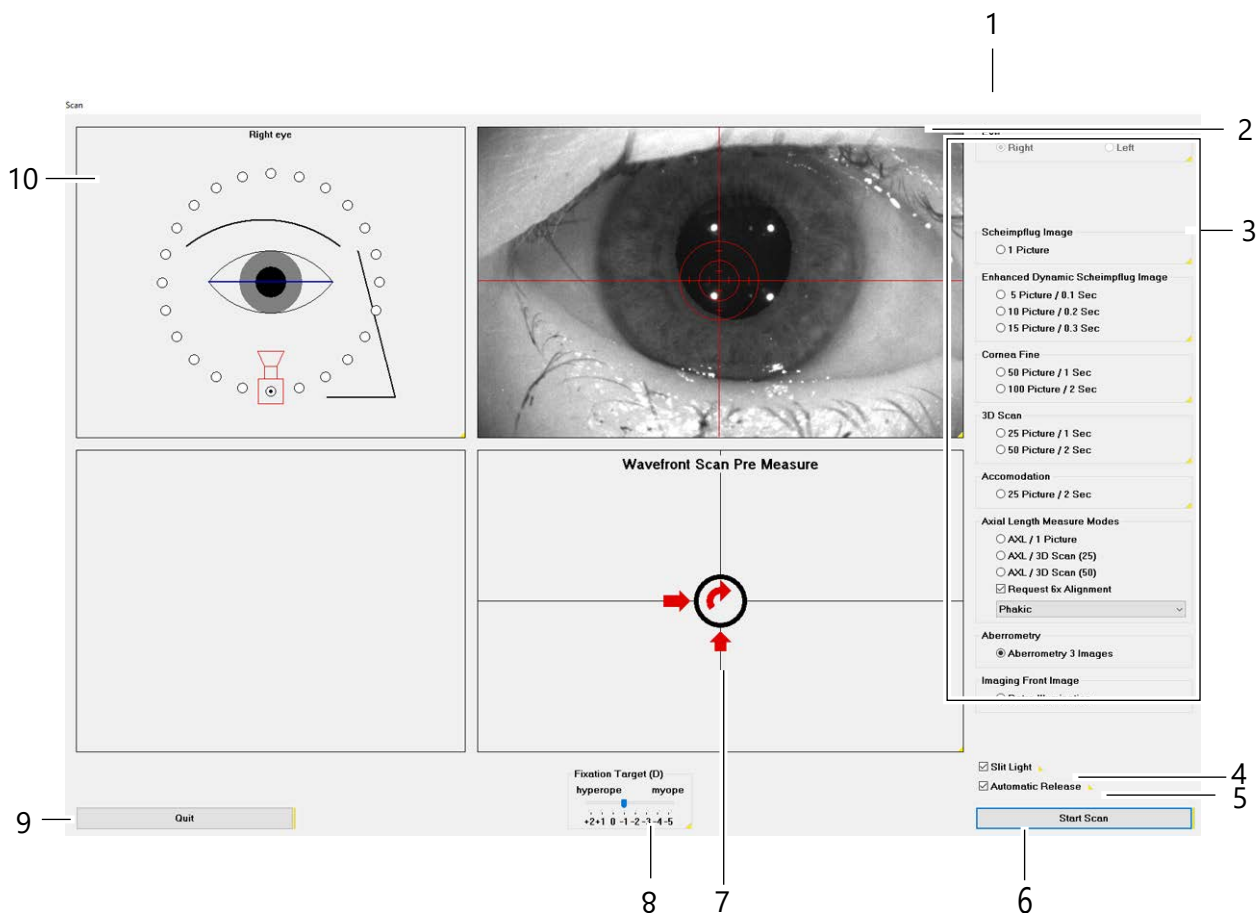 1
Scan
Right eye
2
Right Left
10
3
Scheimpflug Image
1 Picture
Enhanced Dynamic Scheimpflug Image
5 Picture / 0.1 Sec
10 Picture / 0.2 Sec
15 Picture / 0.3 Sec
Cornea Fine
50 Picture / 1 Sec
100 Picture / 2 Sec
3D Scan
25 Picture / 1 Sec
50 Picture / 2 Sec
Accomodation
25 Picture / 2 Sec
Axial Length Measure Modes
AXL / 1 Picture
AXL / 3D Scan (25)
AXL / 3D Scan (50)
Request 6x Alignment
Phakic
Aberrometry
Aberrometry 3 Images
Imaging Front Image
Wavefront Scan Pre Measure
Slit Light
4
Automatic Release
5
Fixation Target (D)
hyperope myope
+2+1 0 -1 -2 -3 -4 -5
9
Quit
Start Scan
8
7
6